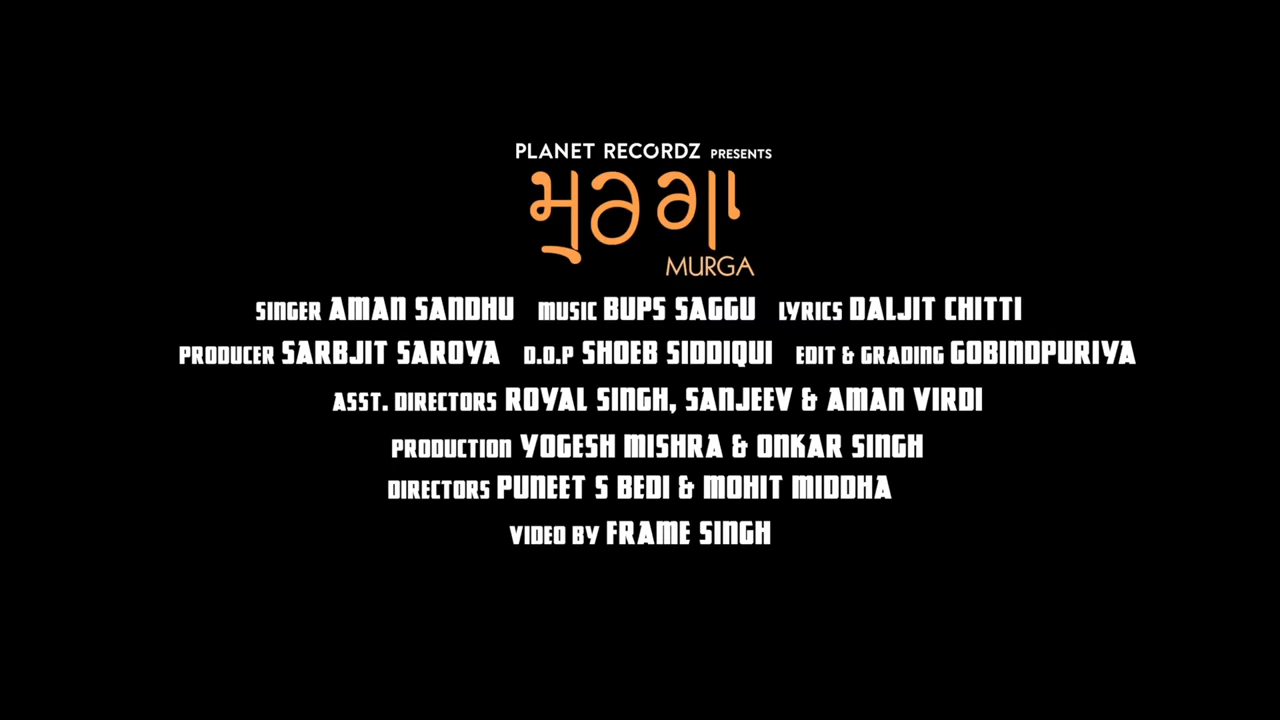 PLANET RECORDZ PRESENTS
ਮੁਰਗਾ
MURGA
SINGER AMAN SANDHU MUSIC BUPS SAGGU LYRICS DALJIT CHITTI
PRODUCER SARBJIT SAROYA D.O.P SHOEB SIDDIQUI EDIT & GRADING GOBINDPURIYA
ASST. DIRECTORS ROYAL SINGH, SANJEEV & AMAN VIRDI
PRODUCTION YOGESH MISHRA & ONKAR SINGH
DIRECTORS PUNEET S BEDI & MOHIT MIDDHA
VIDEO BY FRAME SINGH